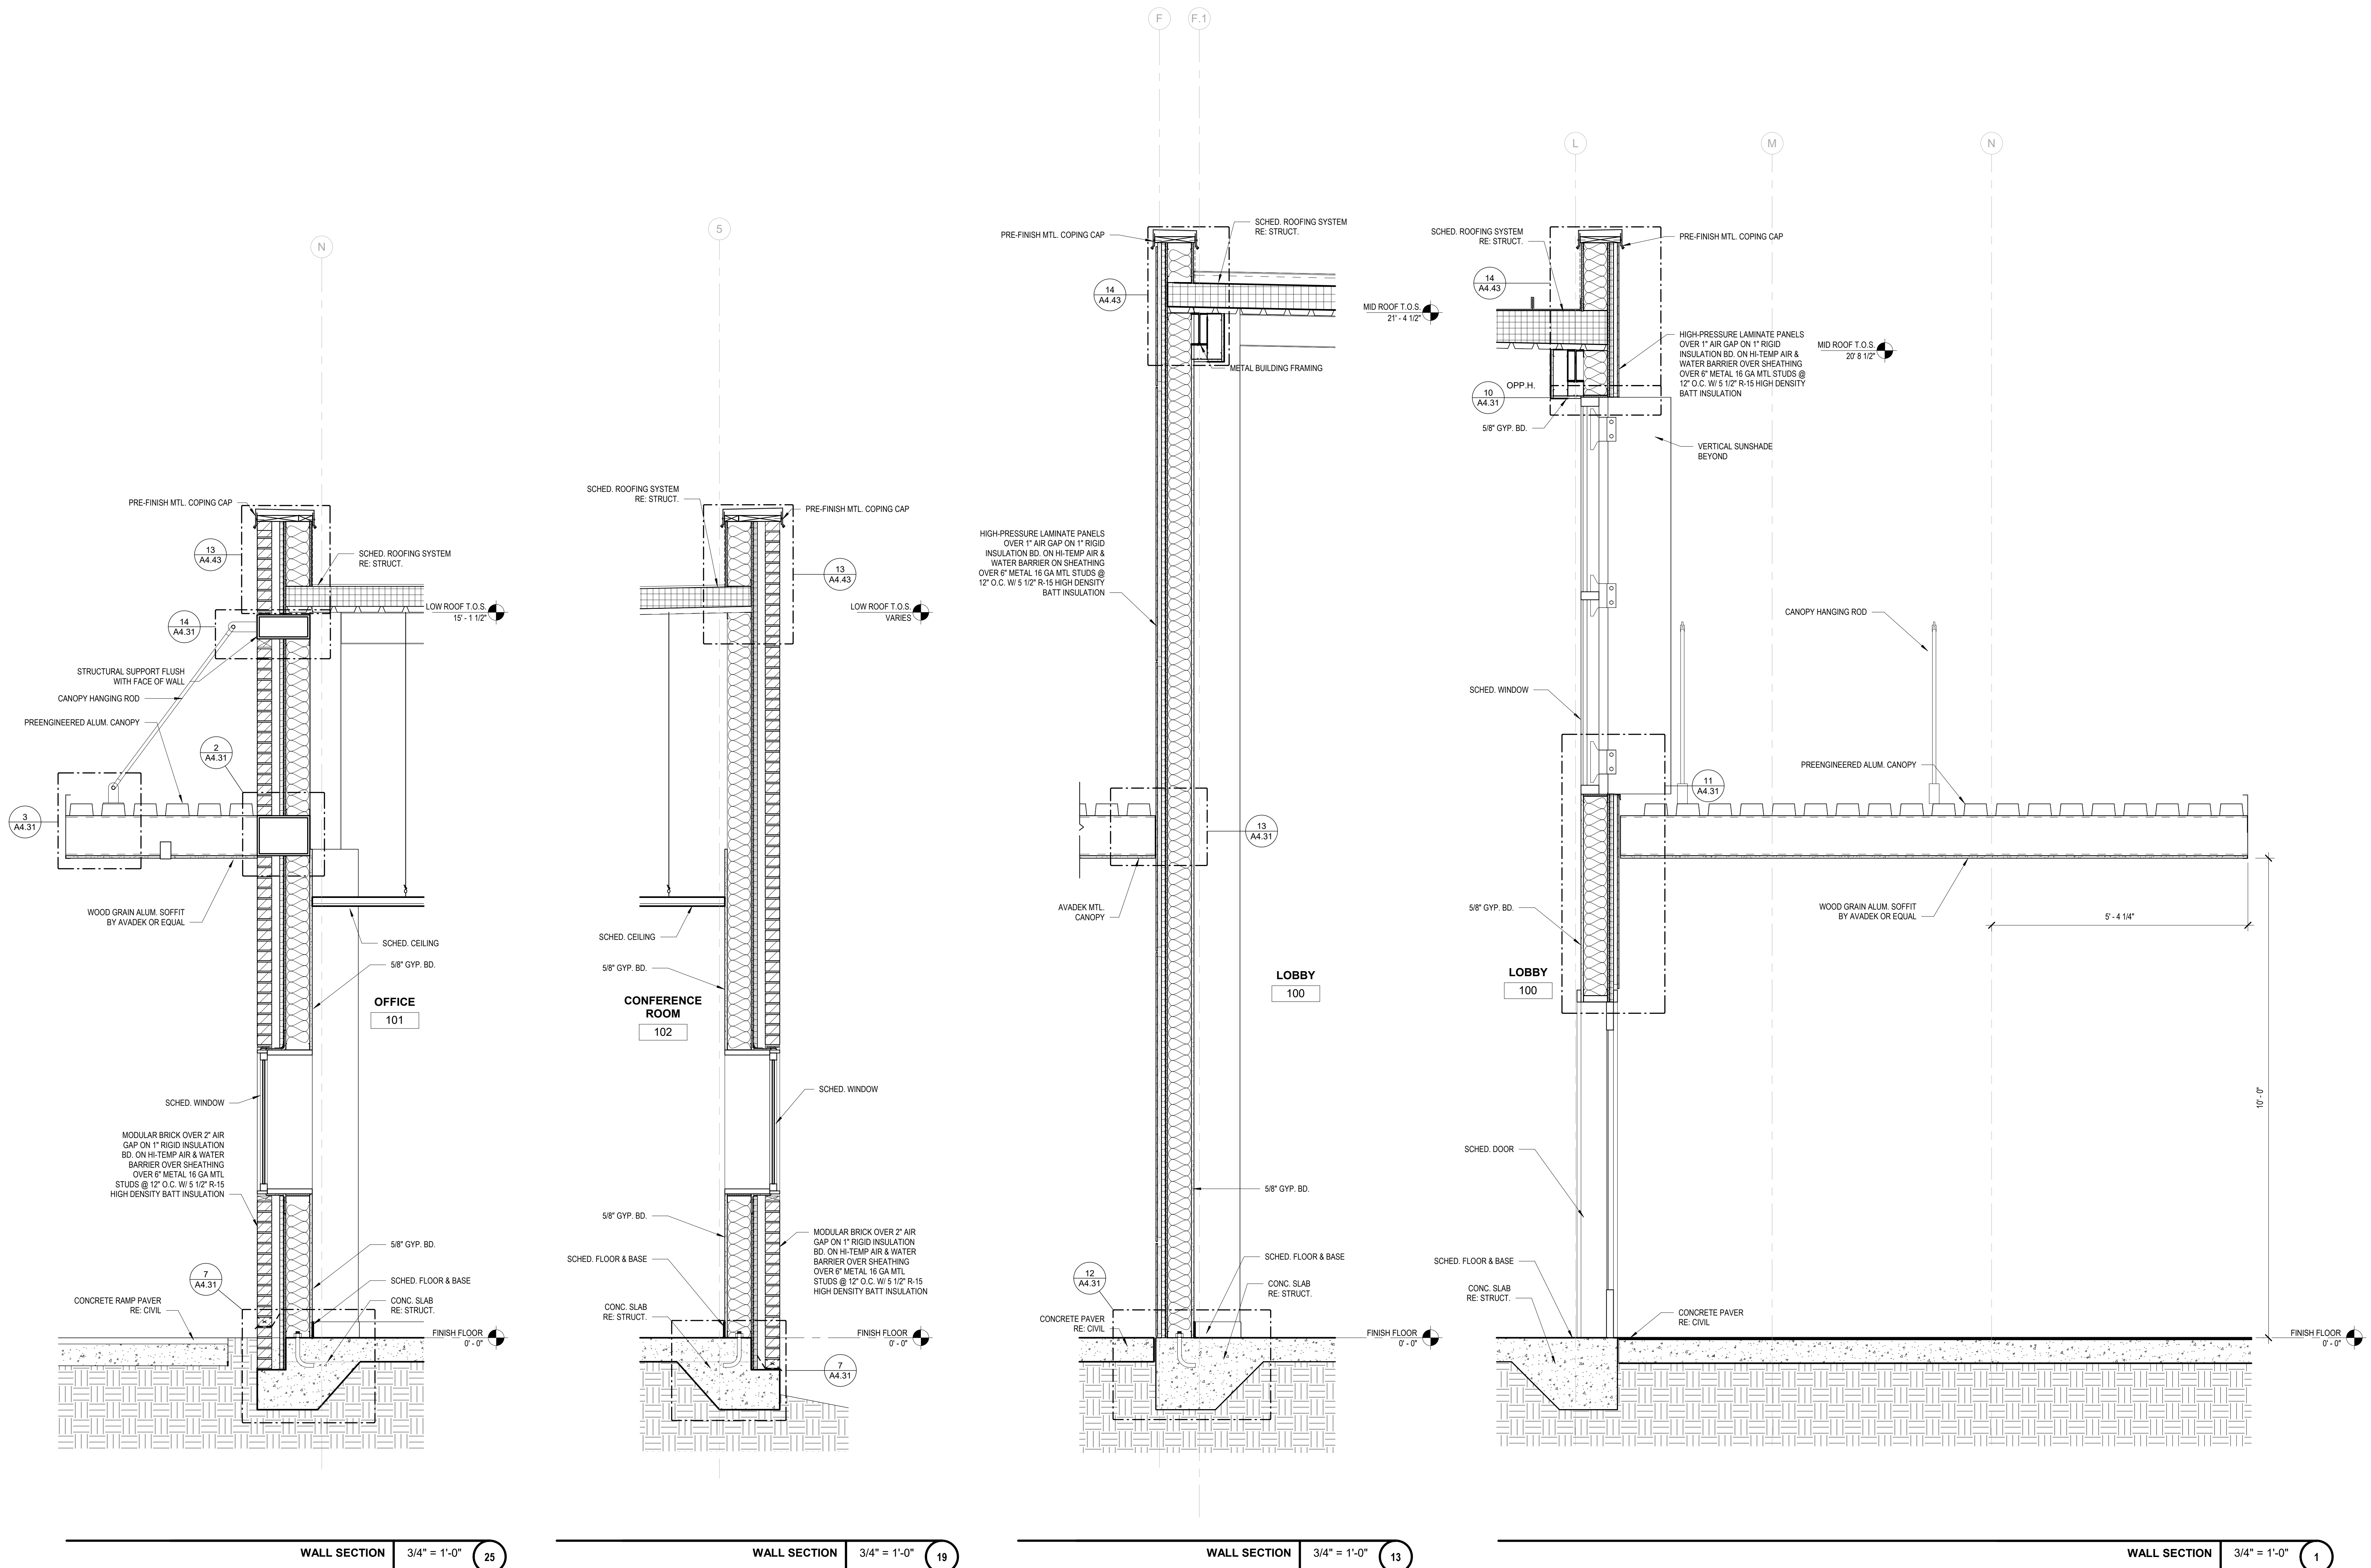 N
PRE-FINISH MTL. COPING CAP
13
A4.43
SCHED. ROOFING SYSTEM
RE: STRUCT.
LOW ROOF T.O.S.
15' - 1 1/2"
14
A4.31
STRUCTURAL SUPPORT FLUSH
WITH FACE OF WALL
CANOPY HANGING ROD
PREENGINEERED ALUM. CANOPY
2
A4.31
3
A4.31
WOOD GRAIN ALUM. SOFFIT
BY AVADEK OR EQUAL
SCHED. CEILING
5/8" GYP. BD.
OFFICE
101
SCHED. WINDOW
MODULAR BRICK OVER 2" AIR
GAP ON 1" RIGID INSULATION
BD. ON HI-TEMP AIR & WATER
BARRIER OVER SHEATHING
OVER 6" METAL 16 GA MTL
STUDS @ 12" O.C. W/ 5 1/2" R-15
HIGH DENSITY BATT INSULATION
5/8" GYP. BD.
7
A4.31
SCHED. FLOOR & BASE
CONCRETE RAMP PAVER
RE: CIVIL
CONC. SLAB
RE: STRUCT.
FINISH FLOOR
0' - 0"
WALL SECTION
3/4" = 1'-0"
25
5
SCHED. ROOFING SYSTEM
RE: STRUCT.
PRE-FINISH MTL. COPING CAP
13
A4.43
LOW ROOF T.O.S.
VARIES
SCHED. CEILING
5/8" GYP. BD.
CONFERENCE
ROOM
102
SCHED. WINDOW
5/8" GYP. BD.
MODULAR BRICK OVER 2" AIR
GAP ON 1" RIGID INSULATION
BD. ON HI-TEMP AIR & WATER
BARRIER OVER SHEATHING
OVER 6" METAL 16 GA MTL
STUDS @ 12" O.C. W/ 5 1/2" R-15
HIGH DENSITY BATT INSULATION
SCHED. FLOOR & BASE
CONC. SLAB
RE: STRUCT.
FINISH FLOOR
0' - 0"
7
A4.31
WALL SECTION
3/4" = 1'-0"
19
F
F.1
PRE-FINISH MTL. COPING CAP
SCHED. ROOFING SYSTEM
RE: STRUCT.
14
A4.43
MID ROOF T.O.S.
21' - 4 1/2"
METAL BUILDING FRAMING
HIGH-PRESSURE LAMINATE PANELS
OVER 1" AIR GAP ON 1" RIGID
INSULATION BD. ON HI-TEMP AIR &
WATER BARRIER ON SHEATHING
OVER 6" METAL 16 GA MTL STUDS @
12" O.C. W/ 5 1/2" R-15 HIGH DENSITY
BATT INSULATION
13
A4.31
AVADEK MTL.
CANOPY
LOBBY
100
5/8" GYP. BD.
SCHED. FLOOR & BASE
12
A4.31
CONC. SLAB
RE: STRUCT.
CONCRETE PAVER
RE: CIVIL
FINISH FLOOR
0' - 0"
WALL SECTION
3/4" = 1'-0"
13
L
M
N
SCHED. ROOFING SYSTEM
RE: STRUCT.
PRE-FINISH MTL. COPING CAP
14
A4.43
HIGH-PRESSURE LAMINATE PANELS
OVER 1" AIR GAP ON 1" RIGID
INSULATION BD. ON HI-TEMP AIR &
WATER BARRIER OVER SHEATHING
OVER 6" METAL 16 GA MTL STUDS @
12" O.C. W/ 5 1/2" R-15 HIGH DENSITY
BATT INSULATION
MID ROOF T.O.S.
20' 8 1/2"
OPP.H.
10
A4.31
5/8" GYP. BD.
VERTICAL SUNSHADE
BEYOND
CANOPY HANGING ROD
SCHED. WINDOW
PREENGINEERED ALUM. CANOPY
11
A4.31
5/8" GYP. BD.
WOOD GRAIN ALUM. SOFFIT
BY AVADEK OR EQUAL
5' - 4 1/4"
LOBBY
100
10' - 0"
SCHED. DOOR
SCHED. FLOOR & BASE
CONC. SLAB
RE: STRUCT.
CONCRETE PAVER
RE: CIVIL
FINISH FLOOR
0' - 0"
WALL SECTION
3/4" = 1'-0"
1